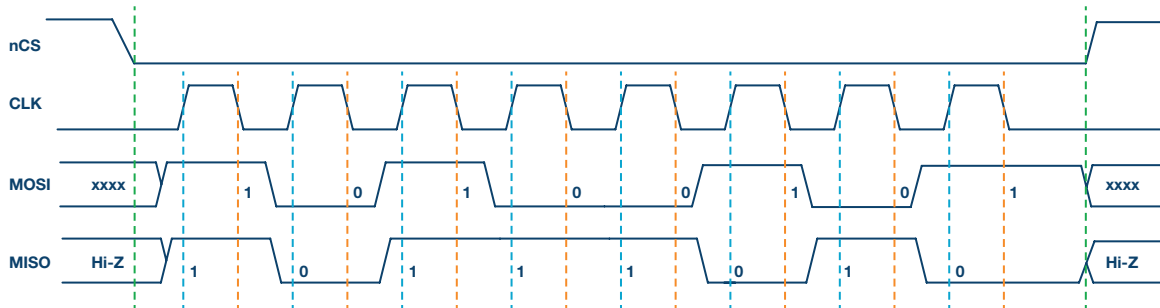 nCS
CLK
MOSI xxxx 1 0 1 0 0 1 0 1 xxxx
MISO Hi-Z 1 0 1 1 1 0 1 0 Hi-Z